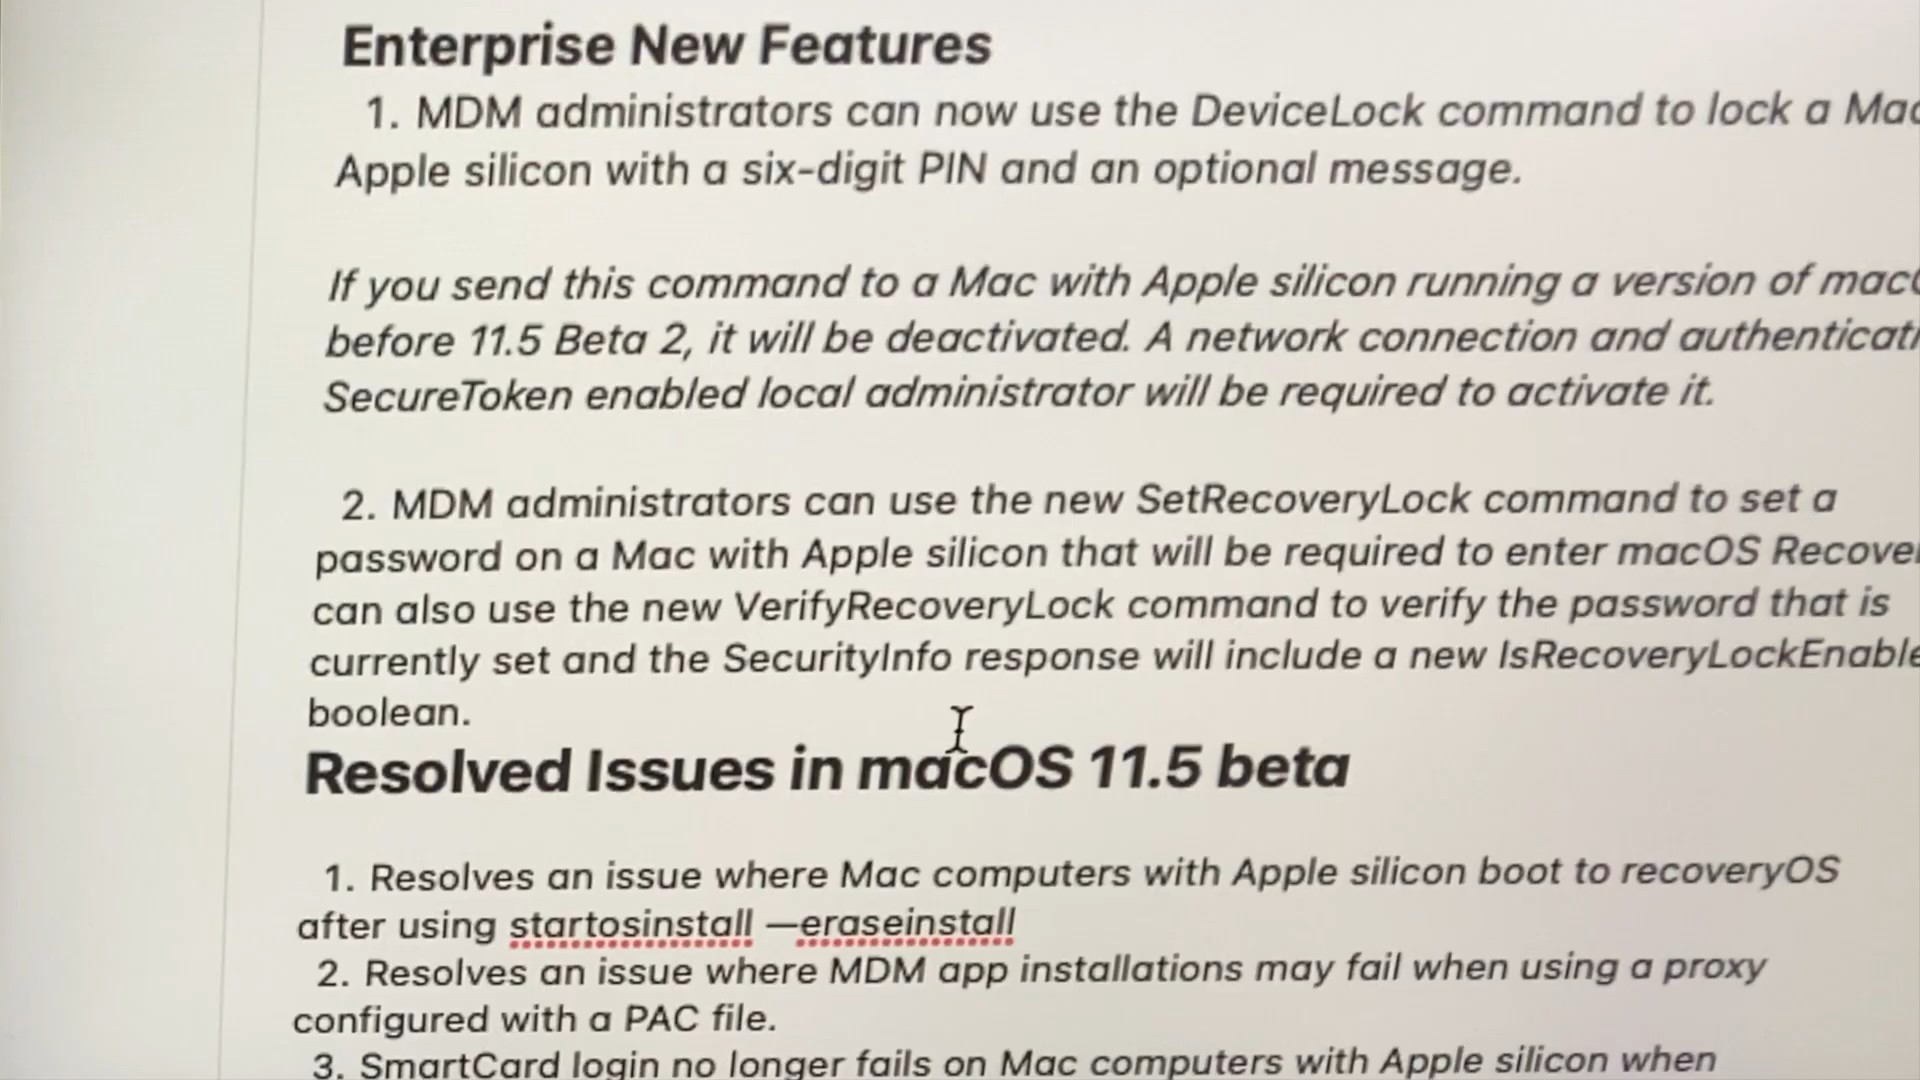 Enterprise New Features
1. MDM administrators can now use the DeviceLock command to lock a Mac
Apple silicon with a six-digit PIN and an optional message.
If you send this command to a Mac with Apple silicon running a version of
before 11.5 Beta 2, it will be deactivated. A network connection and
SecureToken enabled local administrator will be required to activate it.
2. MDM administrators can use the new SetRecoveryLock command to set a
password on a Mac with Apple silicon that will be required to enter macOS
can also use the new VerifyRecoveryLock command to verify the password that is
currently set and the SecurityInfo response will include a new
boolean.
Resolved Issues in macOS 11.5 beta
1. Resolves an issue where Mac computers with Apple silicon boot to recoveryOS
after using startosinstall —eraseinstall
2. Resolves an issue where MDM app installations may fail when using a proxy
configured with a PAC file.
3. SmartCard login no longer fails on Mac computers with Apple silicon when